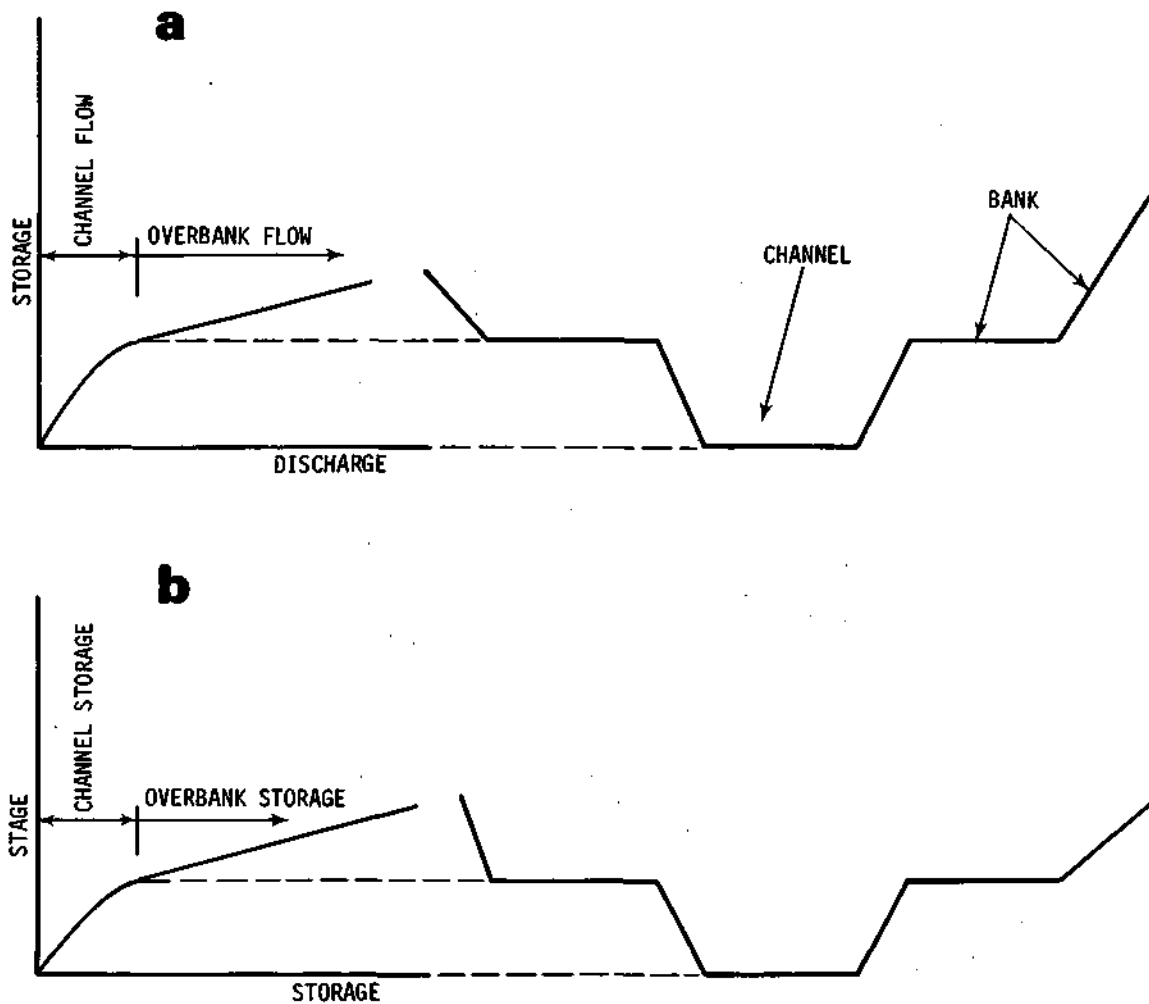 a
STORAGE
CHANNEL FLOW
OVERBANK FLOW
CHANNEL
BANK
DISCHARGE
b
STAGE
CHANNEL STORAGE
OVERBANK STORAGE
STORAGE